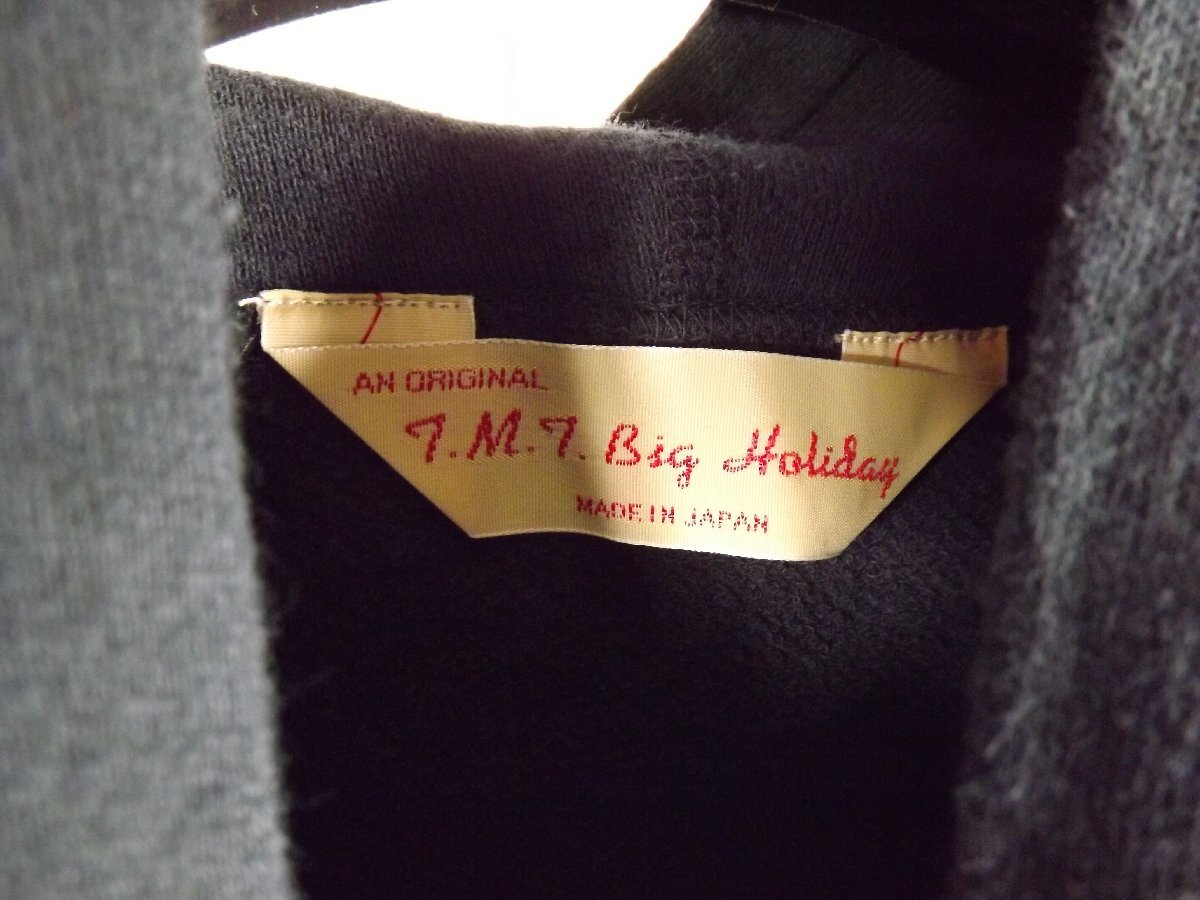 AN ORIGINAL
T.M.T. Big Holiday
MADE IN JAPAN